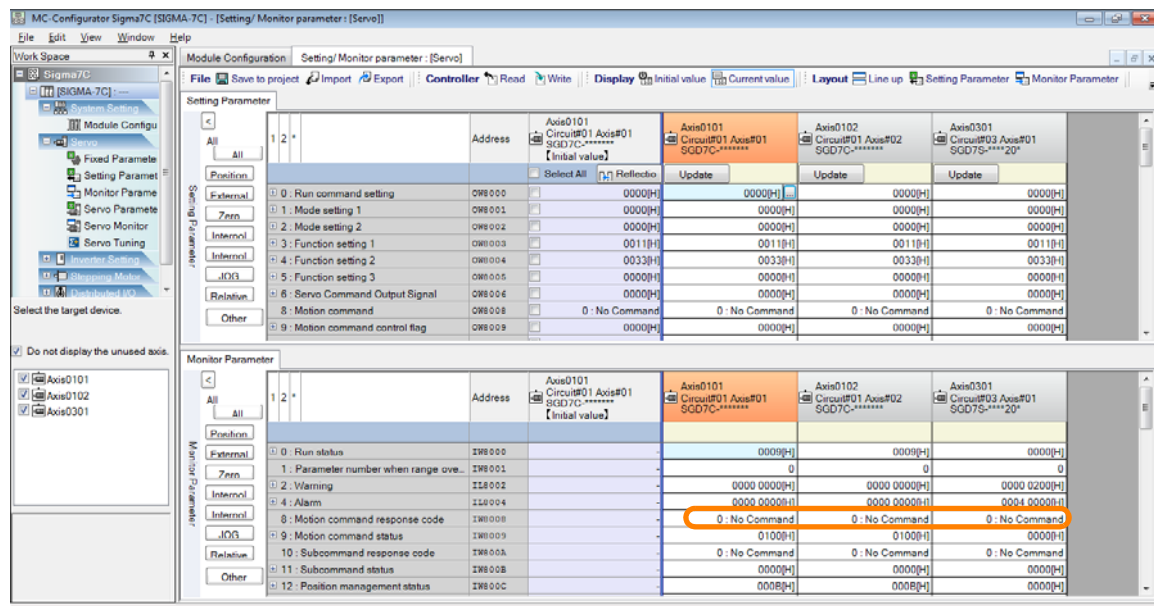 MC-Configurator Sigma7C [SIGMA-7C] - [Setting/ Monitor parameter : [Servo]]
File Edit View Window Help
Work Space
Module Configuration Setting/ Monitor parameter : [Servo]
File Save to project Import Export Controller Read Write Display Initial value Current value Layout Line up Setting Parameter Monitor Parameter
Sigma7C
[SIGMA-7C] : ---
System Setting
Module Configu
Servo
Fixed Paramete
Setting Paramet
Monitor Parame
Servo Paramete
Servo Monitor
Servo Tuning
Inverter Setting
Stepping Motor
Distributed I/O
Select the target device.
Do not display the unused axis.
Axis0101
Axis0102
Axis0301
Setting Parameter
Setting Parameter
<
All
All
Position
External
Zero
Internol
Internol
JOG
Relative
Other
1 2 * Address
Axis0101
Circuit#01 Axis#01
SGD7C-*******
【Initial value】
Axis0101
Circuit#01 Axis#01
SGD7C-*******
Axis0102
Circuit#01 Axis#02
SGD7C-*******
Axis0301
Circuit#03 Axis#01
SGD7S-****20*
Select All Reflectio Update Update Update
0 : Run command setting OW8000 0000[H] 0000[H] ... 0000[H] 0000[H]
1 : Mode setting 1 OW8001 0000[H] 0000[H] 0000[H] 0000[H]
2 : Mode setting 2 OW8002 0000[H] 0000[H] 0000[H] 0000[H]
3 : Function setting 1 OW8003 0011[H] 0011[H] 0011[H] 0011[H]
4 : Function setting 2 OW8004 0033[H] 0033[H] 0033[H] 0033[H]
5 : Function setting 3 OW8005 0000[H] 0000[H] 0000[H] 0000[H]
6 : Servo Command Output Signal OW8006 0000[H] 0000[H] 0000[H] 0000[H]
8 : Motion command OW8008 0 : No Command 0 : No Command 0 : No Command 0 : No Command
9 : Motion command control flag OW8009 0000[H] 0000[H] 0000[H] 0000[H]
Monitor Parameter
Monitor Parameter
<
All
All
Position
External
Zero
Internol
Internol
JOG
Relative
Other
1 2 * Address
Axis0101
Circuit#01 Axis#01
SGD7C-*******
【Initial value】
Axis0101
Circuit#01 Axis#01
SGD7C-*******
Axis0102
Circuit#01 Axis#02
SGD7C-*******
Axis0301
Circuit#03 Axis#01
SGD7S-****20*
0 : Run status IW8000 - 0009[H] 0009[H] 0000[H]
1 : Parameter number when range ove... IW8001 - 0 0 0
2 : Warning IL8002 - 0000 0000[H] 0000 0000[H] 0000 0200[H]
4 : Alarm IL8004 - 0000 0000[H] 0000 0000[H] 0004 0000[H]
8 : Motion command response code IW8008 - 0 : No Command 0 : No Command 0 : No Command
9 : Motion command status IW8009 - 0100[H] 0100[H] 0000[H]
10 : Subcommand response code IW800A - 0 : No Command 0 : No Command 0 : No Command
11 : Subcommand status IW800B - 0000[H] 0000[H] 0000[H]
12 : Position management status IW800C - 000B[H] 000B[H] 0000[H]